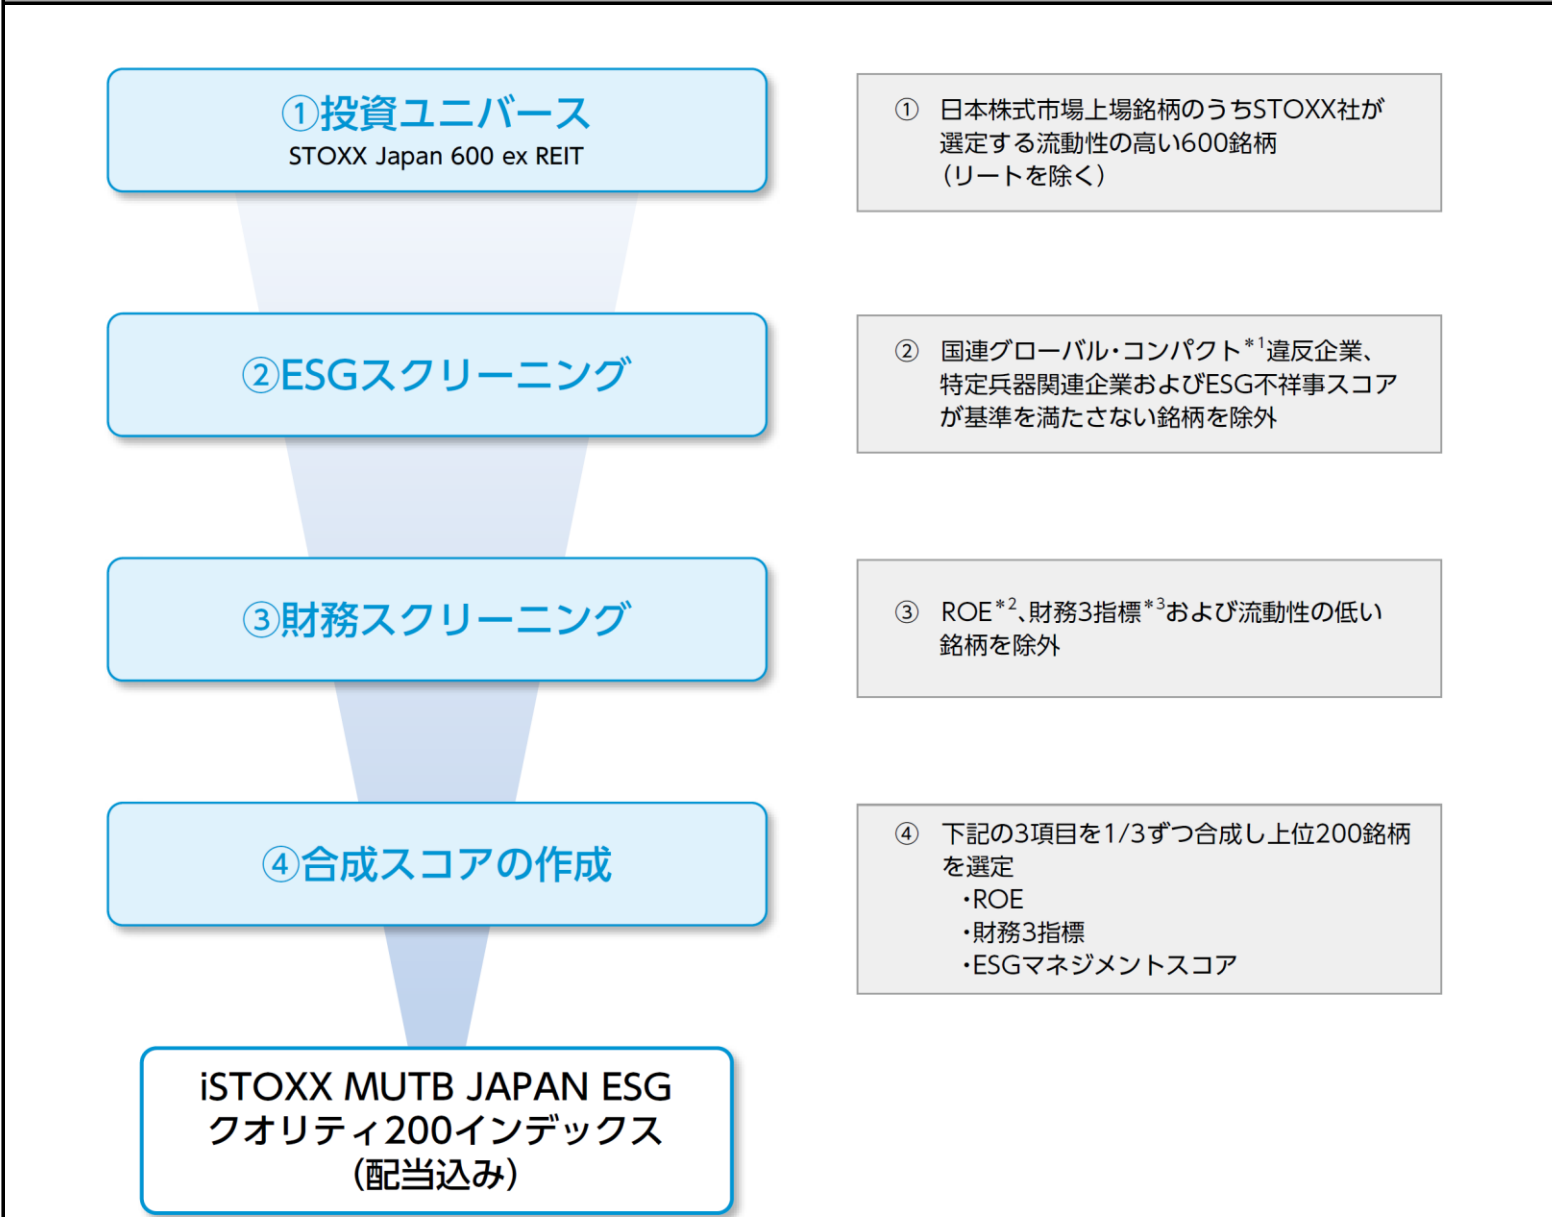 ①投資ユニバース
STOXX Japan 600 ex REIT
① 日本株式市場上場銘柄のうちSTOXX社が
選定する流動性の高い600銘柄
（リートを除く）
②ESGスクリーニング
② 国連グローバル・コンパクト*1違反企業、
特定兵器関連企業およびESG不祥事スコア
が基準を満たさない銘柄を除外
③財務スクリーニング
③ ROE*2、財務3指標*3および流動性の低い
銘柄を除外
④合成スコアの作成
④ 下記の3項目を1/3ずつ合成し上位200銘柄
を選定
・ROE
・財務3指標
・ESGマネジメントスコア
iSTOXX MUTB JAPAN ESG
クオリティ200インデックス
（配当込み）